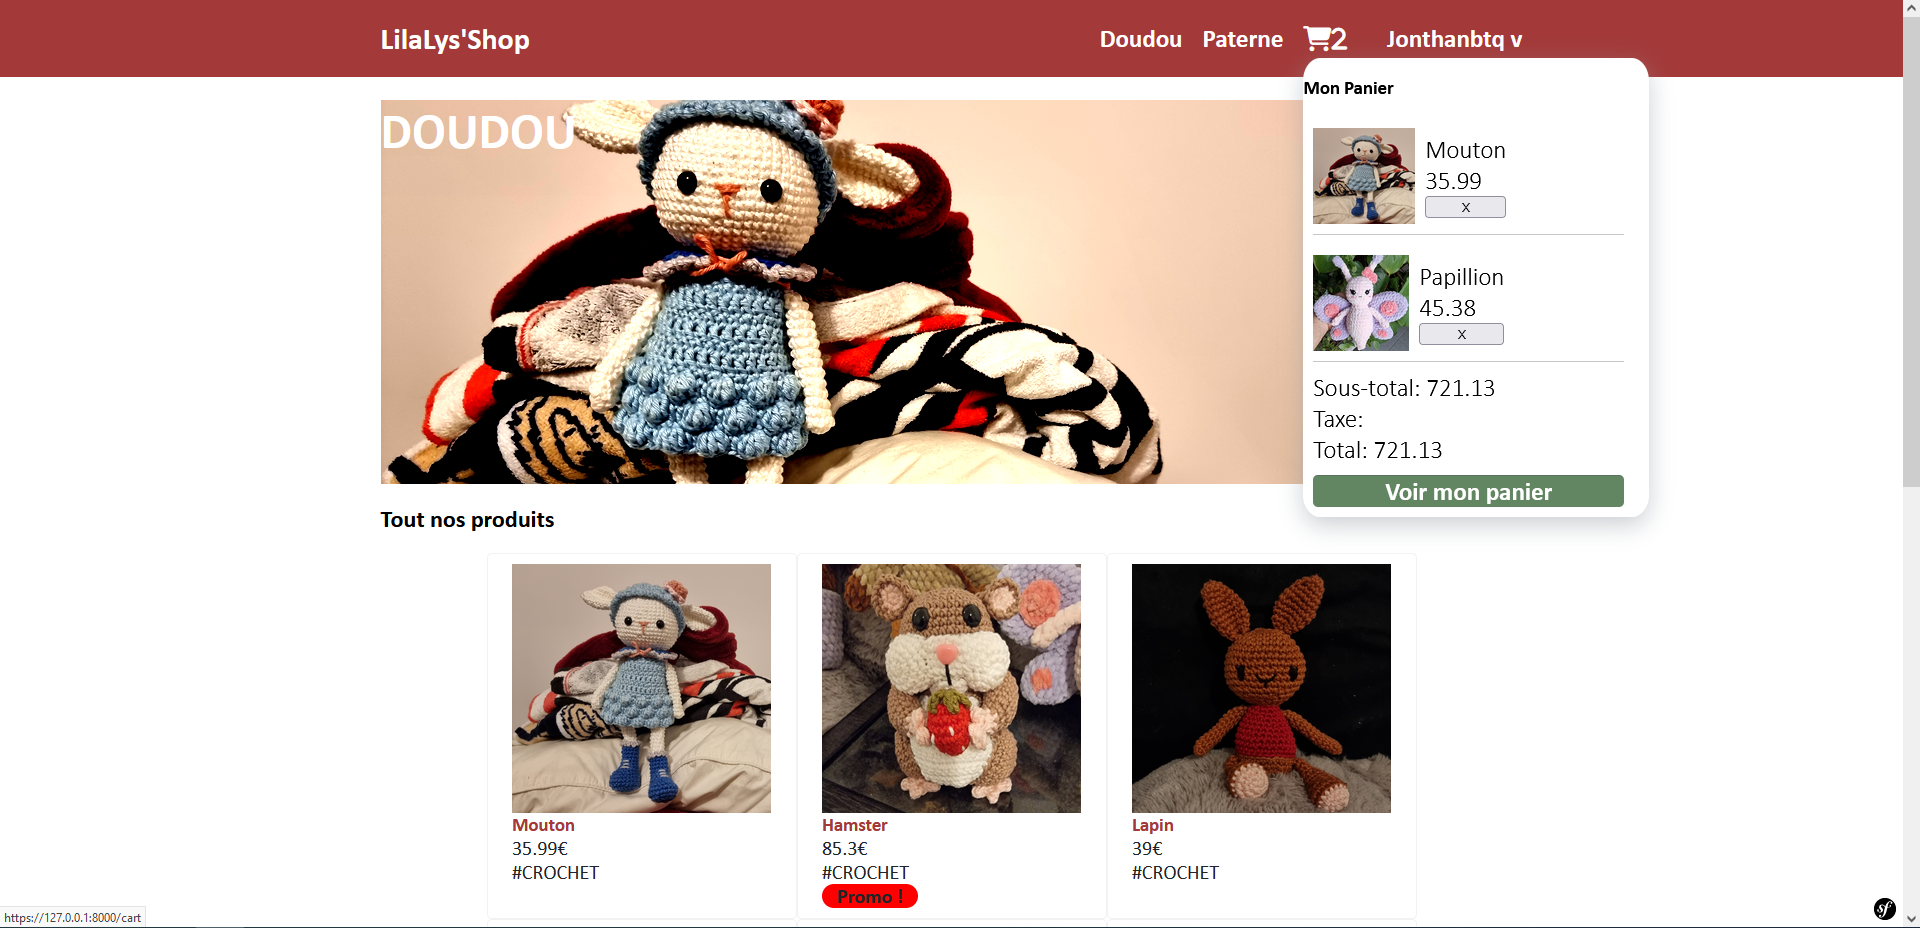 LilaLys'Shop
Doudou Paterne 2 Jonthanbtq v
Mon Panier
DOUDOU
Mouton
35.99
X
Papillion
45.38
X
Sous-total: 721.13
Taxe:
Total: 721.13
Voir mon panier
Tout nos produits
Mouton
35.99€
#CROCHET
Hamster
85.3€
#CROCHET
Promo !
Lapin
39€
#CROCHET
https://127.0.0.1:8000/cart
sf